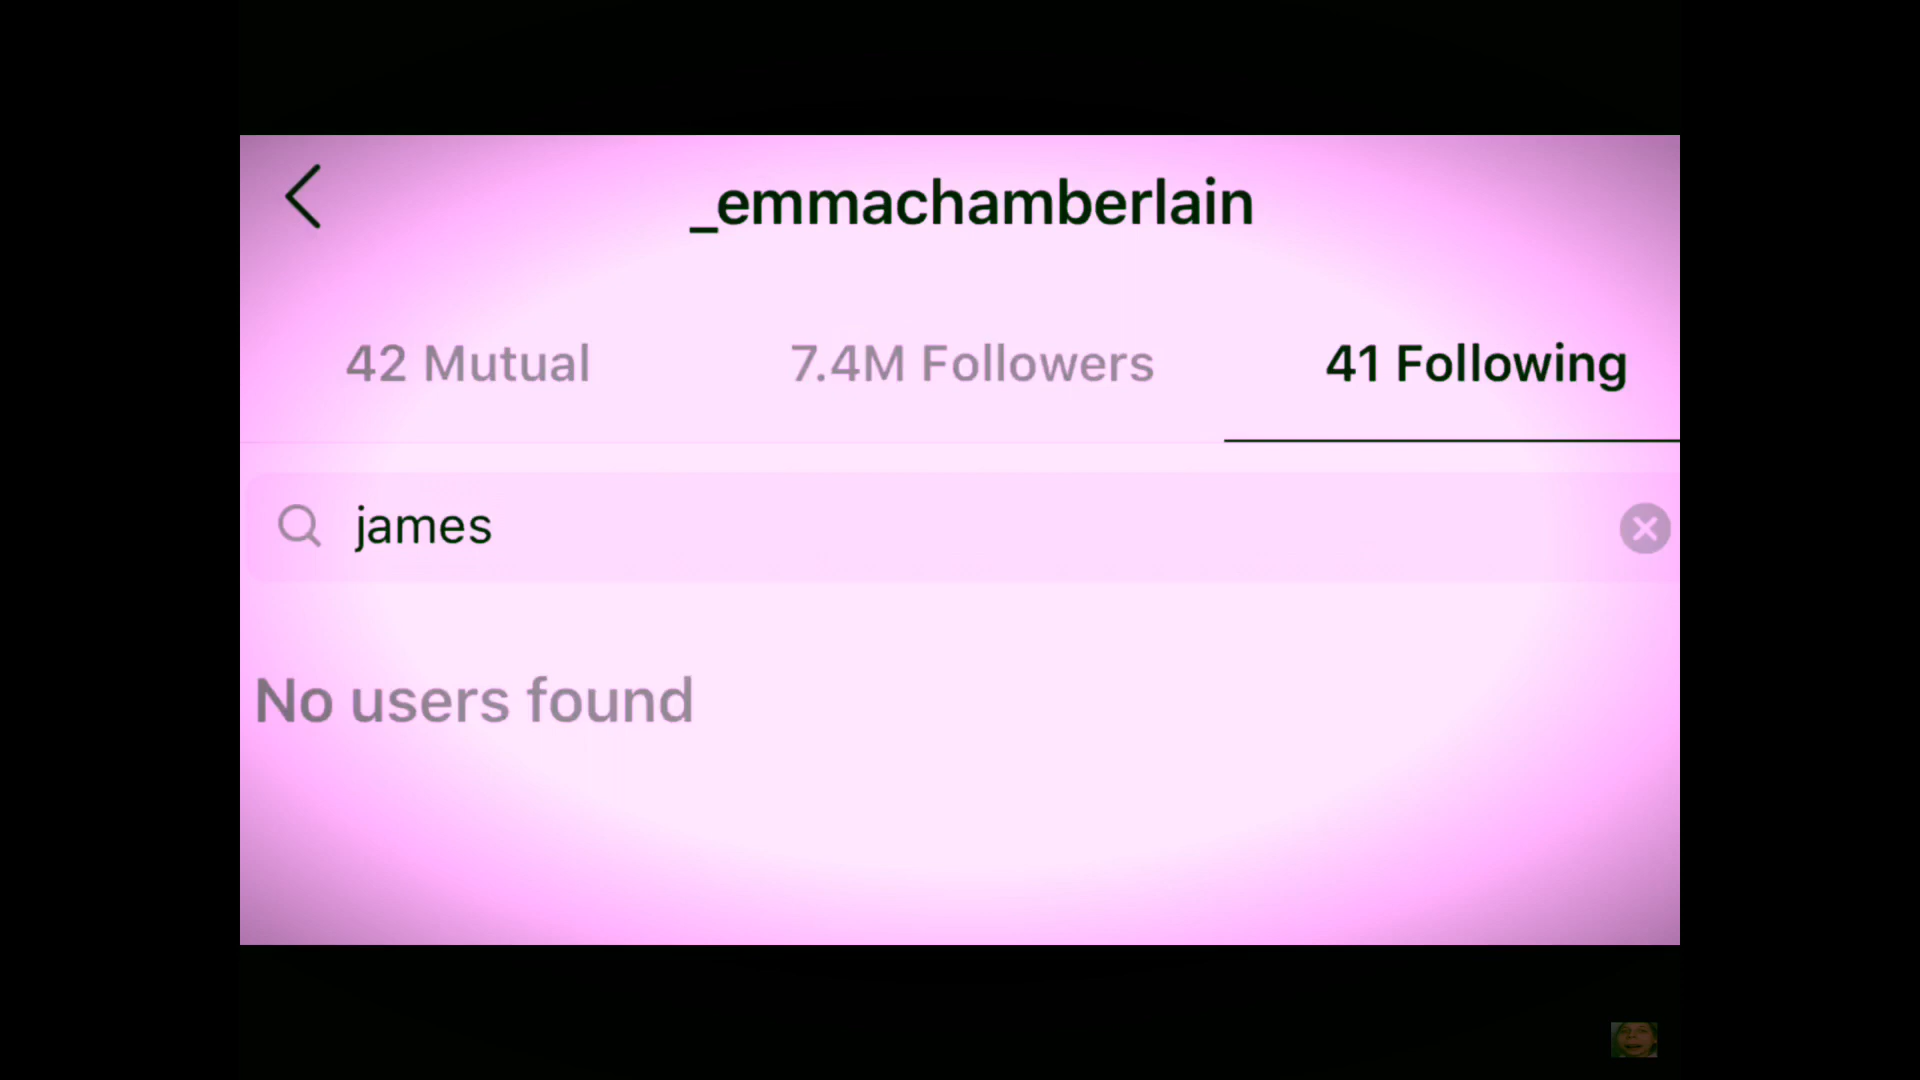 _emmachamberlain
42 Mutual 7.4M Followers 41 Following
james
No users found